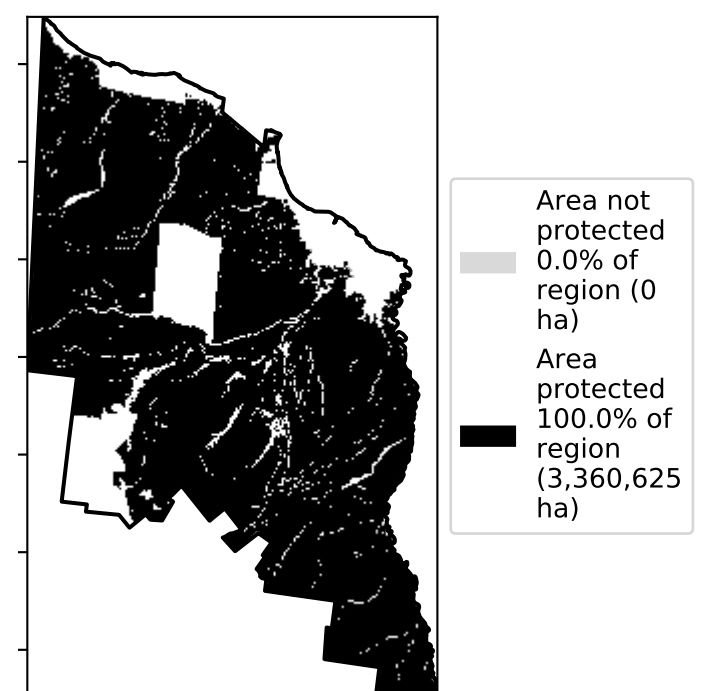 Area not
protected
0.0% of
region (0
ha)
Area
protected
100.0% of
region
(3,360,625
ha)